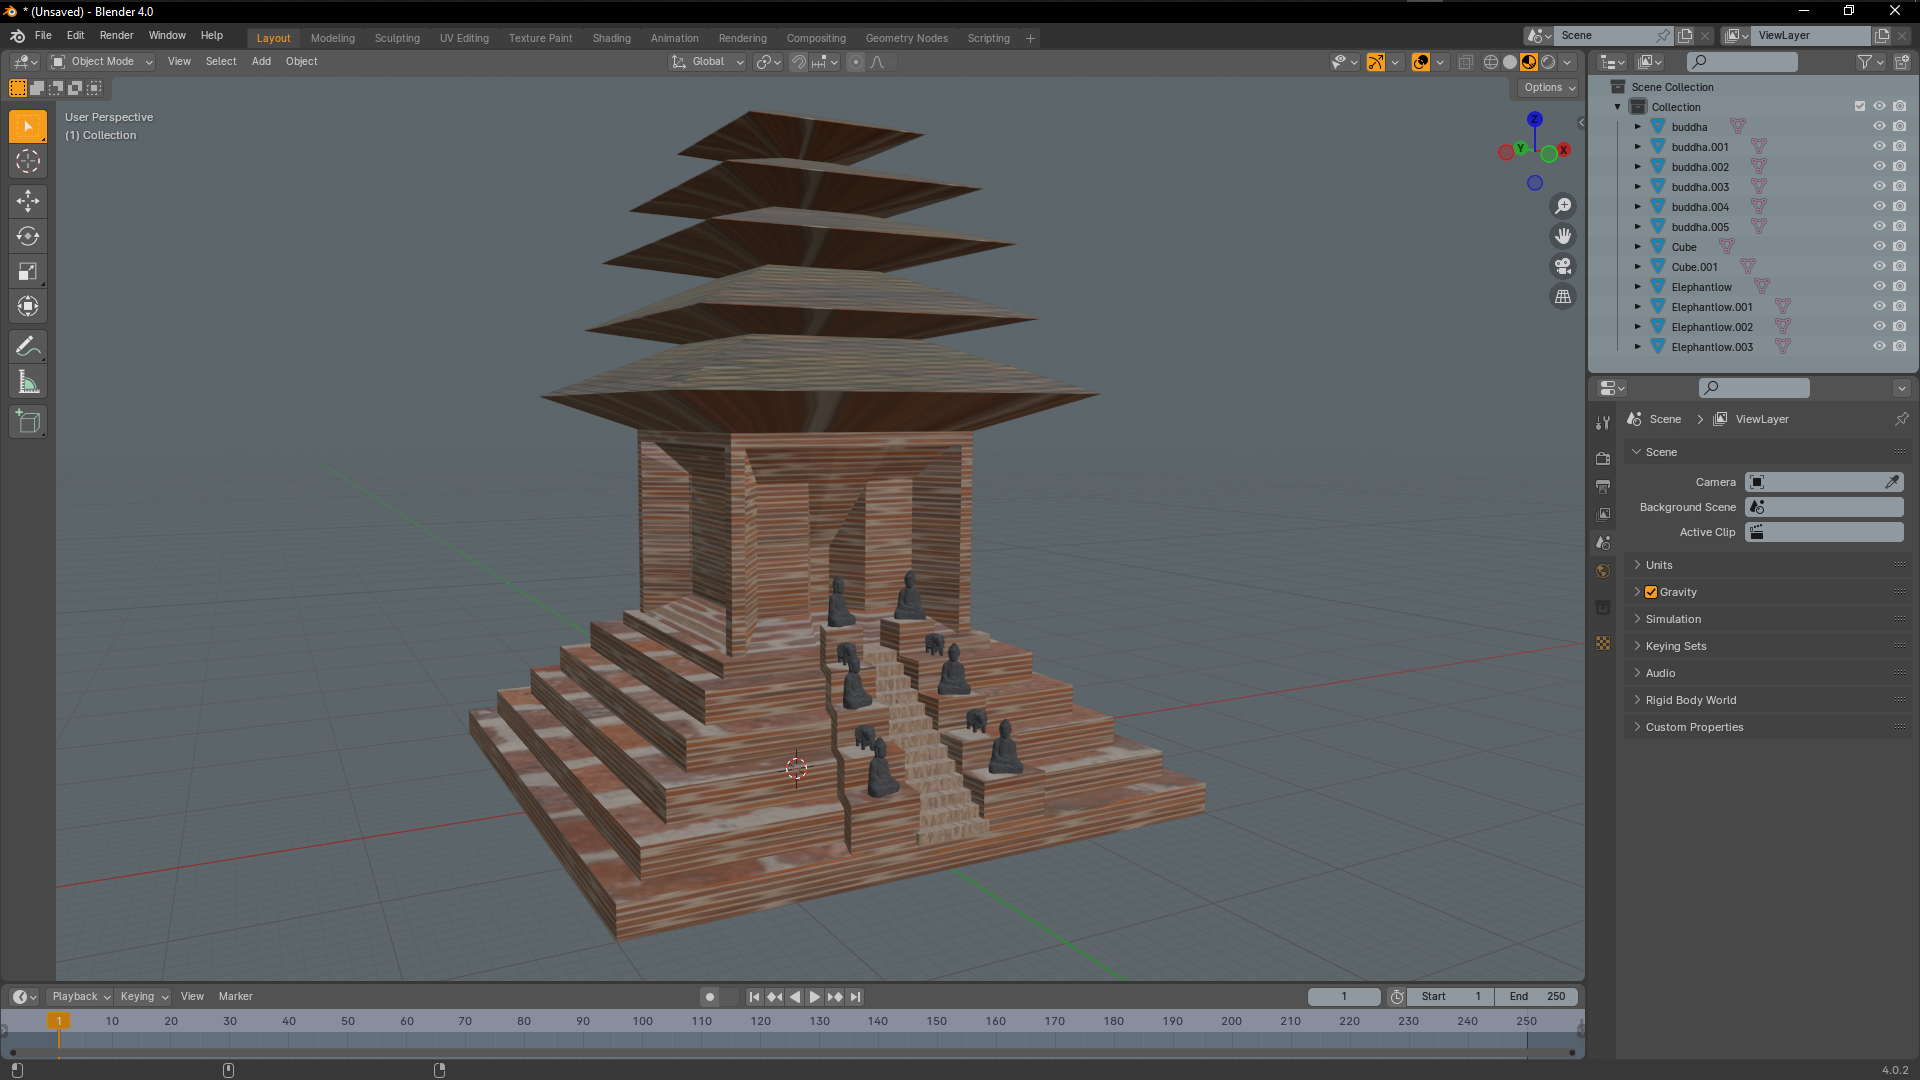 * (Unsaved) - Blender 4.0
File Edit Render Window Help Layout Modeling Sculpting UV Editing Texture Paint Shading Animation Rendering Compositing Geometry Nodes Scripting + Scene ViewLayer
Object Mode View Select Add Object Global
Options
User Perspective
(1) Collection
Z
Y X
Scene Collection
Collection
buddha
buddha.001
buddha.002
buddha.003
buddha.004
buddha.005
Cube
Cube.001
Elephantlow
Elephantlow.001
Elephantlow.002
Elephantlow.003
Scene > ViewLayer
Scene
Camera
Background Scene
Active Clip
Units
Gravity
Simulation
Keying Sets
Audio
Rigid Body World
Custom Properties
Playback Keying View Marker 1 Start 1 End 250
1 10 20 30 40 50 60 70 80 90 100 110 120 130 140 150 160 170 180 190 200 210 220 230 240 250
4.0.2